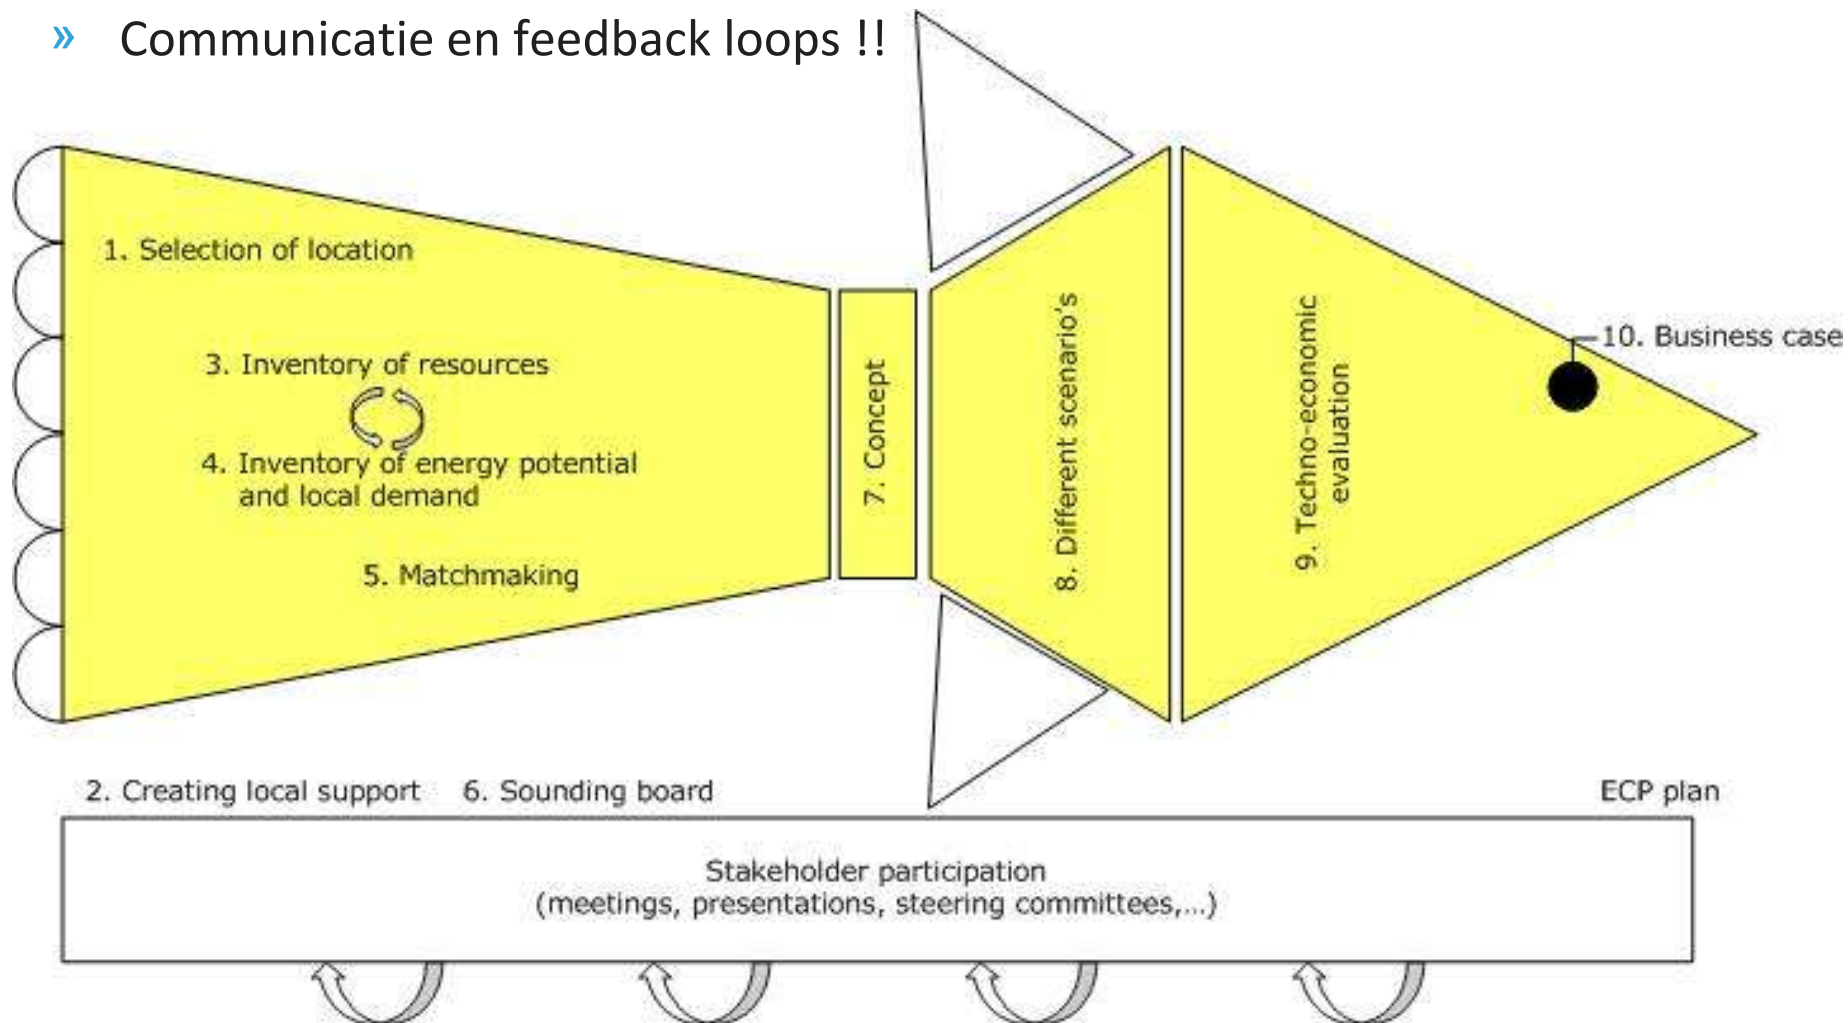 » Communicatie en feedback loops !!
1. Selection of location
3. Inventory of resources
4. Inventory of energy potential
and local demand
5. Matchmaking
7. Concept
8. Different scenario's
9. Techno-economic
evaluation
10. Business case
2. Creating local support
6. Sounding board
ECP plan
Stakeholder participation
(meetings, presentations, steering committees,...)